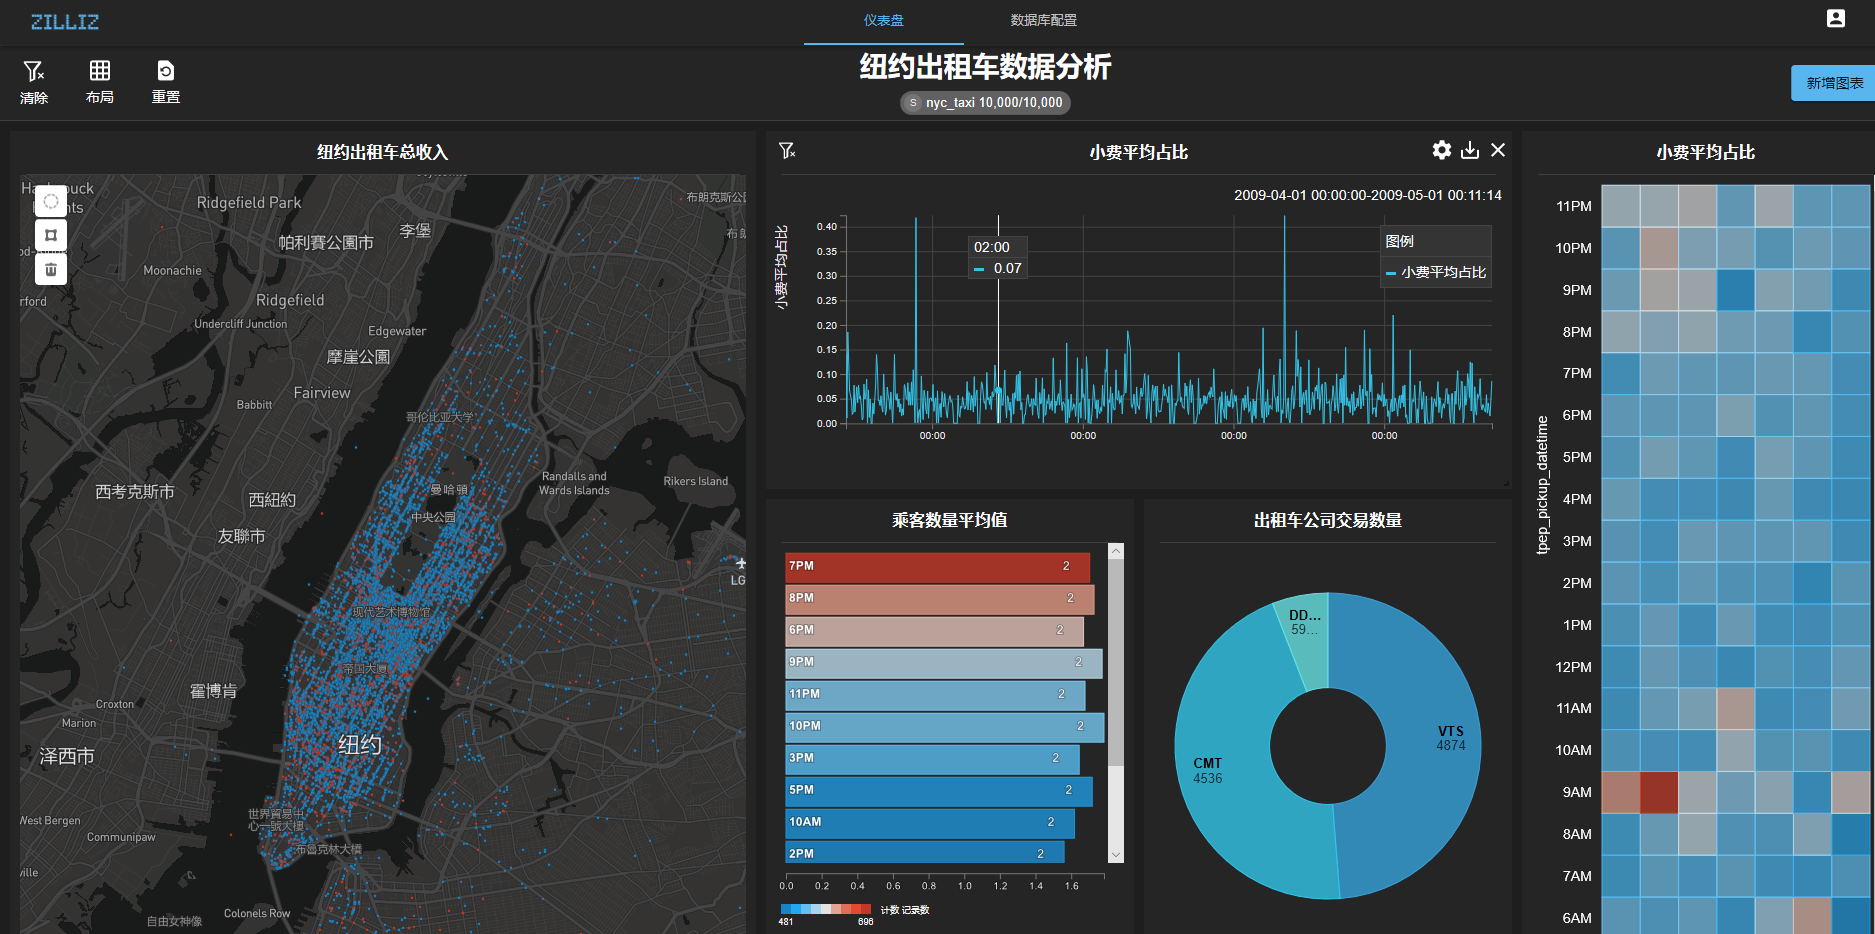 ZILLIZ
仪表盘
数据库配置
清除
布局
重置
纽约出租车数据分析
S nyc_taxi 10,000/10,000
新增图表
纽约出租车总收入
Ridgefield Park
布朗克斯公
李堡
帕利賽公園市
Moonachie
rford
Ridgefield
Undercliff Junction
Edgewater
摩崖公園
Fairview
Babbitt
哥伦比亚大学
Randalls and
Wards Islands
Rikers Island
西考克斯市
西紐約
曼哈頓
中央公园
友聯市
LG
现代艺术博物馆
帝国大厦
霍博肯
Croxton
Marion
泽西市
纽约
世界貿易中
心一號大樓
West Bergen
Communipaw
布魯克林大橋
ville
Colonels Row
自由女神像
小费平均占比
2009-04-01 00:00:00-2009-05-01 00:11:14
小费平均占比
0.40
0.35
0.30
0.25
0.20
0.15
0.10
0.05
0.00
02:00
0.07
图例
小费平均占比
00:00
00:00
00:00
00:00
乘客数量平均值
7PM 2
8PM 2
6PM 2
9PM 2
11PM 2
10PM 2
3PM 2
5PM 2
10AM 2
2PM 2
0.0 0.2 0.4 0.6 0.8 1.0 1.2 1.4 1.6
计数 记录数
481 696
出租车公司交易数量
DD...
59...
VTS
4874
CMT
4536
小费平均占比
tpep_pickup_datetime
11PM
10PM
9PM
8PM
7PM
6PM
5PM
4PM
3PM
2PM
1PM
12PM
11AM
10AM
9AM
8AM
7AM
6AM